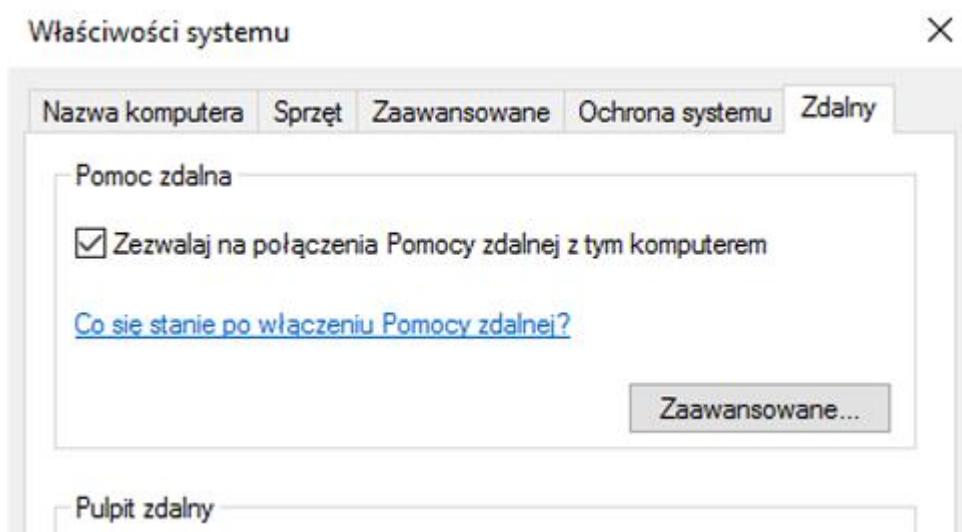 Właściwości systemu
Nazwa komputera Sprzęt Zaawansowane Ochrona systemu Zdalny
Pomoc zdalna
Zezwalaj na połączenia Pomocy zdalnej z tym komputerem
Co się stanie po włączeniu Pomocy zdalnej?
Zaawansowane...
Pulpit zdalny